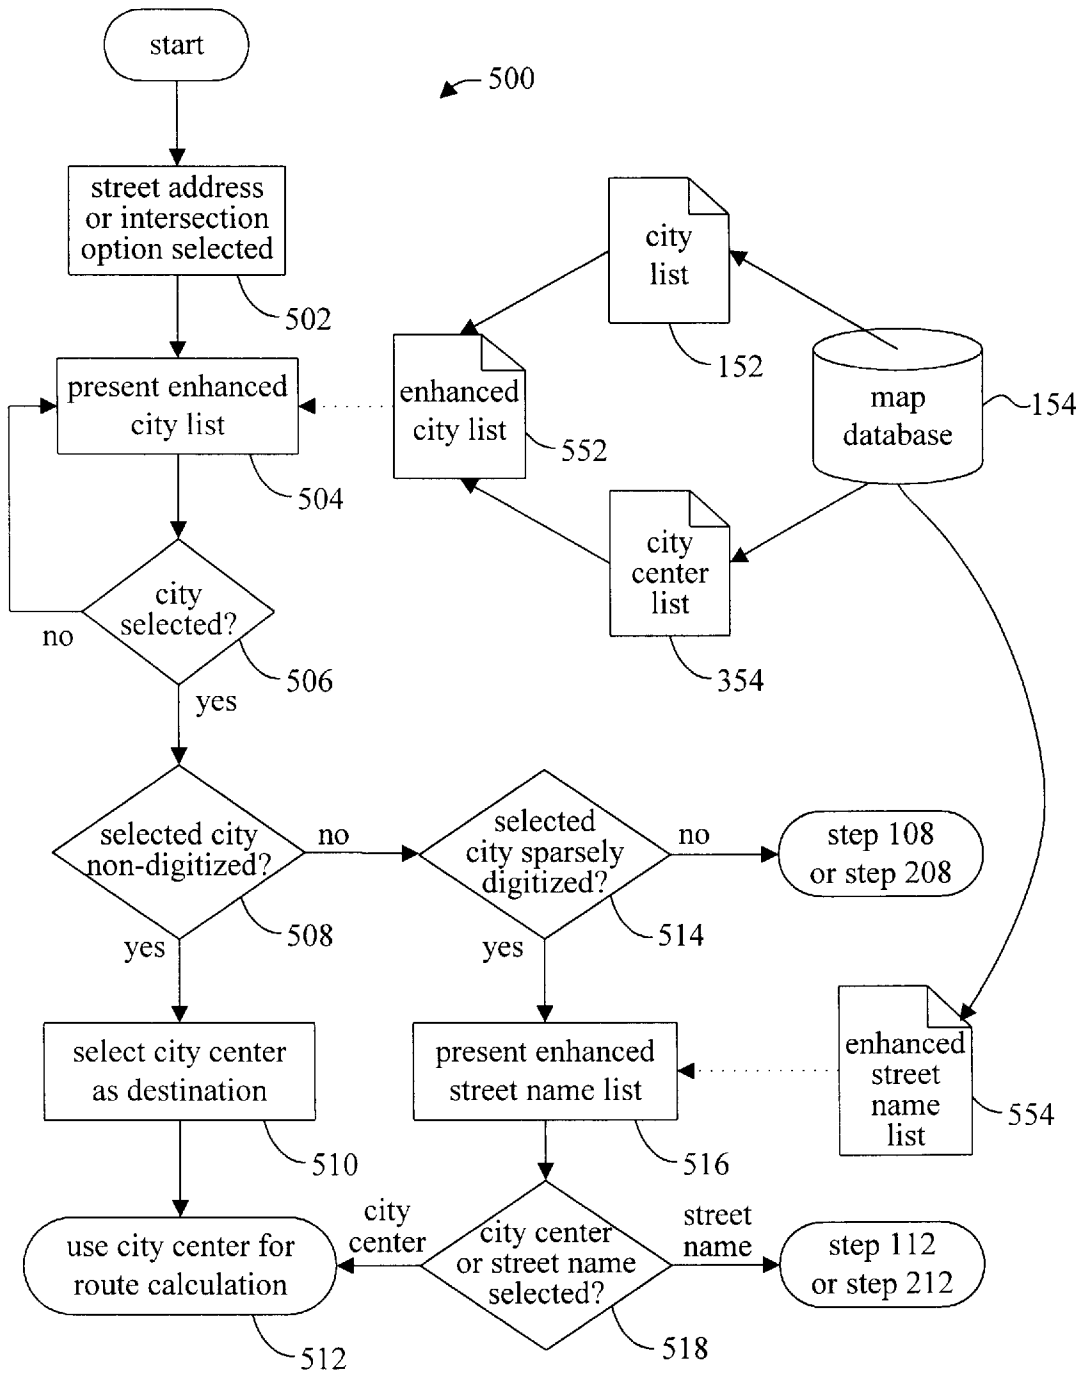 start
500
street address
or intersection
option selected
502
city
list
152
map
database
154
present enhanced
city list
504
enhanced
city list
552
city
center
list
354
city
selected?
no
506
yes
selected city
non-digitized?
no
508
yes
selected
city sparsely
digitized?
no
514
yes
step 108
or step 208
select city center
as destination
510
present enhanced
street name list
516
enhanced
street
name
list
554
use city center for
route calculation
512
city
center
city center
or street name
selected?
518
street
name
step 112
or step 212